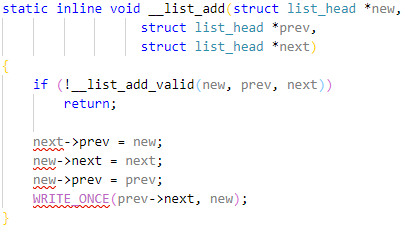 static inline void __list_add(struct list_head *new,
                              struct list_head *prev,
                              struct list_head *next)
{
    if (!__list_add_valid(new, prev, next))
        return;

    next->prev = new;
    new->next = next;
    new->prev = prev;
    WRITE_ONCE(prev->next, new);
}